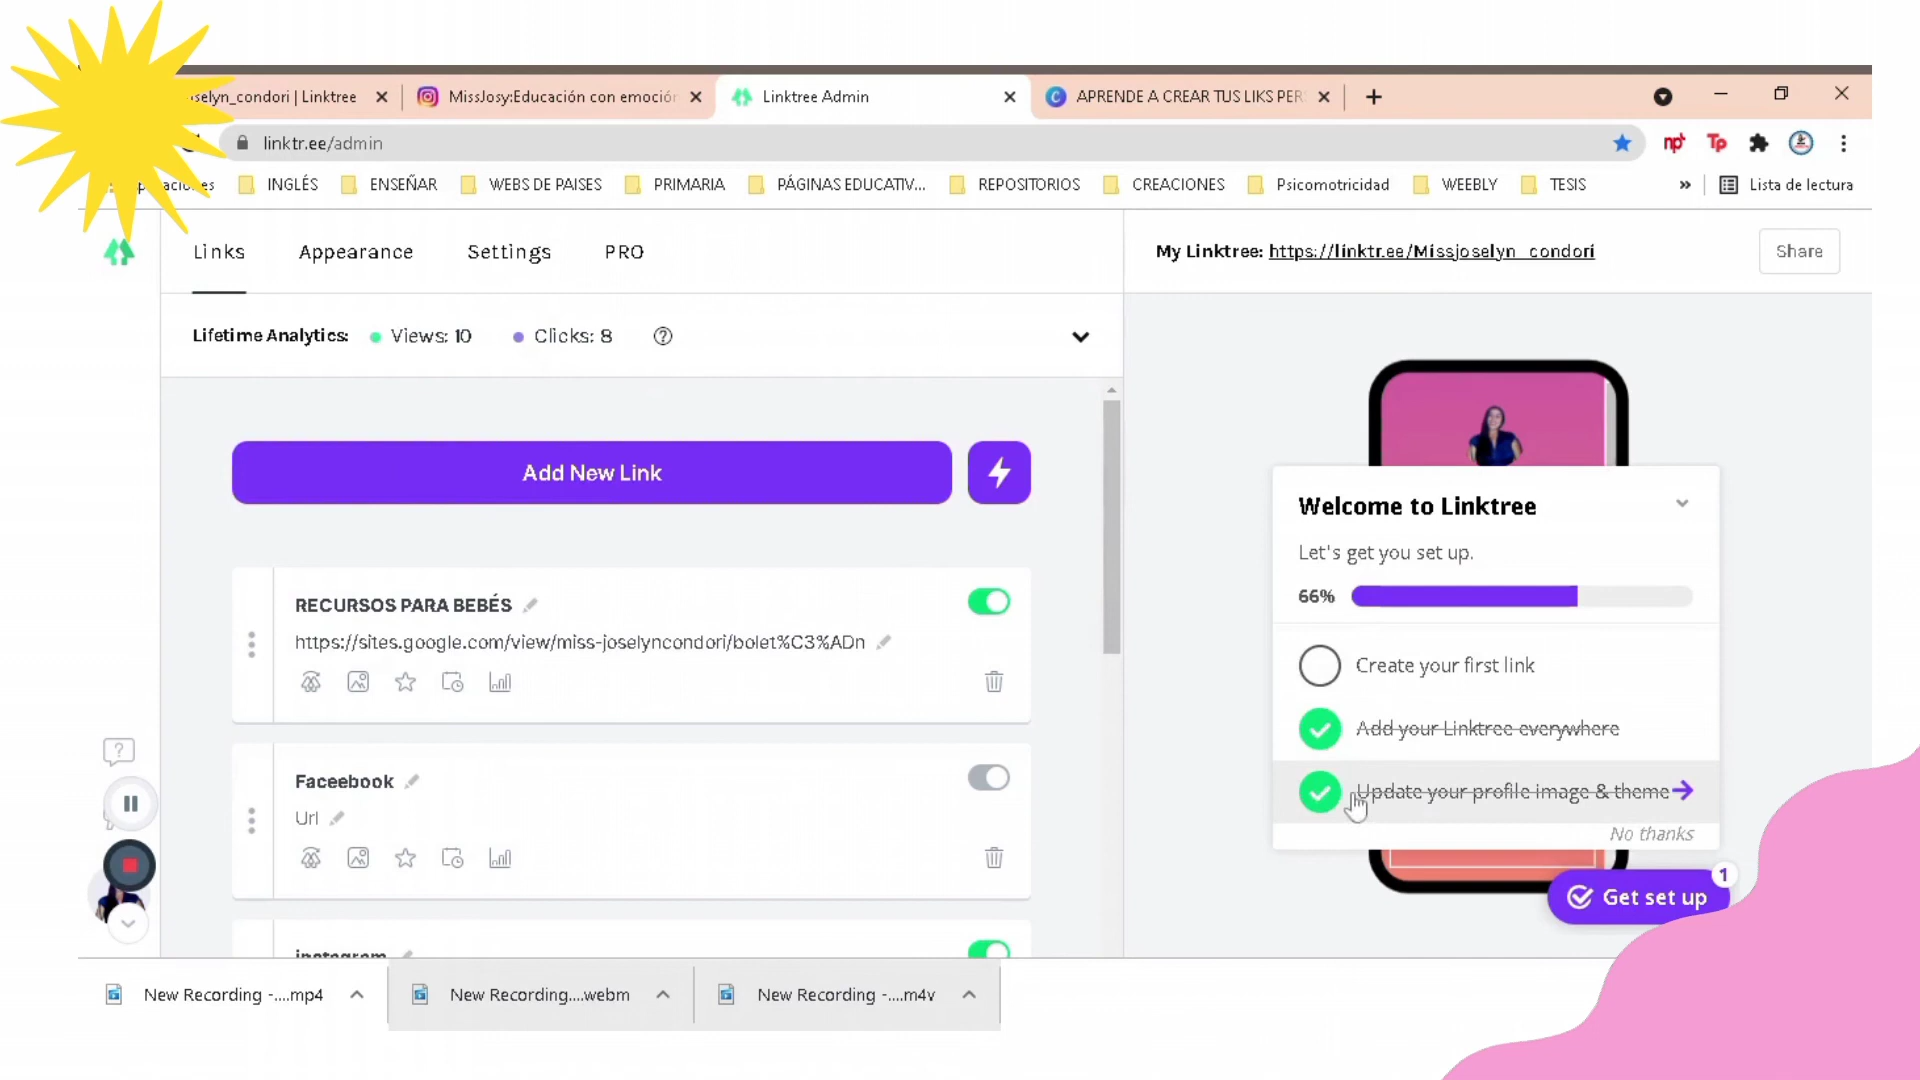 selyn_condori | Linktree
MissJosy:Educación con emoción
Linktree Admin
APRENDE A CREAR TUS LIKS PER
linktr.ee/admin
INGLÉS
ENSEÑAR
WEBS DE PAISES
PRIMARIA
PÁGINAS EDUCATIV...
REPOSITORIOS
CREACIONES
Psicomotricidad
WEEBLY
TESIS
»
Lista de lectura
Links
Appearance
Settings
PRO
My Linktree: https://linktr.ee/Missjoselyn_condori
Share
Lifetime Analytics:
Views: 10
Clicks: 8
Add New Link
RECURSOS PARA BEBÉS
https://sites.google.com/view/miss-joselyncondori/bolet%C3%ADn
Faceebook
Url
instagram
Welcome to Linktree
Let's get you set up.
66%
Create your first link
Add your Linktree everywhere
Update your profile image & theme
No thanks
1
Get set up
New Recording -....mp4
New Recording....webm
New Recording -....m4v